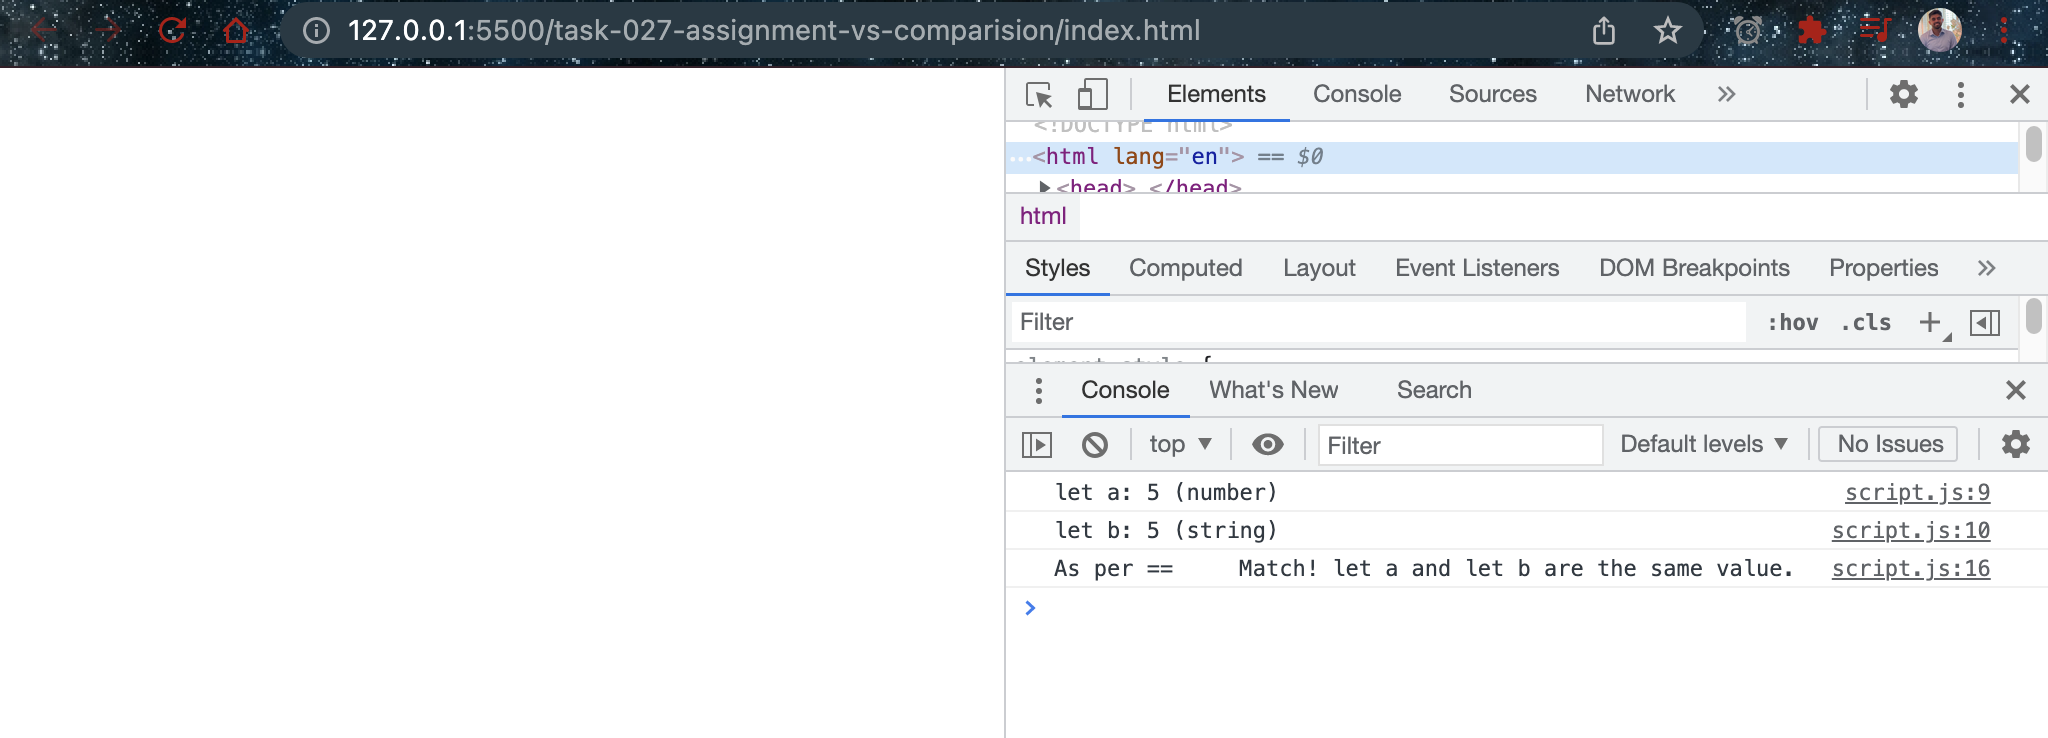 127.0.0.1:5500/task-027-assignment-vs-comparision/index.html
Elements Console Sources Network »
<!DOCTYPE html>
…<html lang="en"> == $0
<head> </head>
html
Styles Computed Layout Event Listeners DOM Breakpoints Properties »
Filter :hov .cls +
element.style {
Console What's New Search
top ▼ Filter Default levels ▼ No Issues
let a: 5 (number) script.js:9
let b: 5 (string) script.js:10
As per == Match! let a and let b are the same value. script.js:16
>